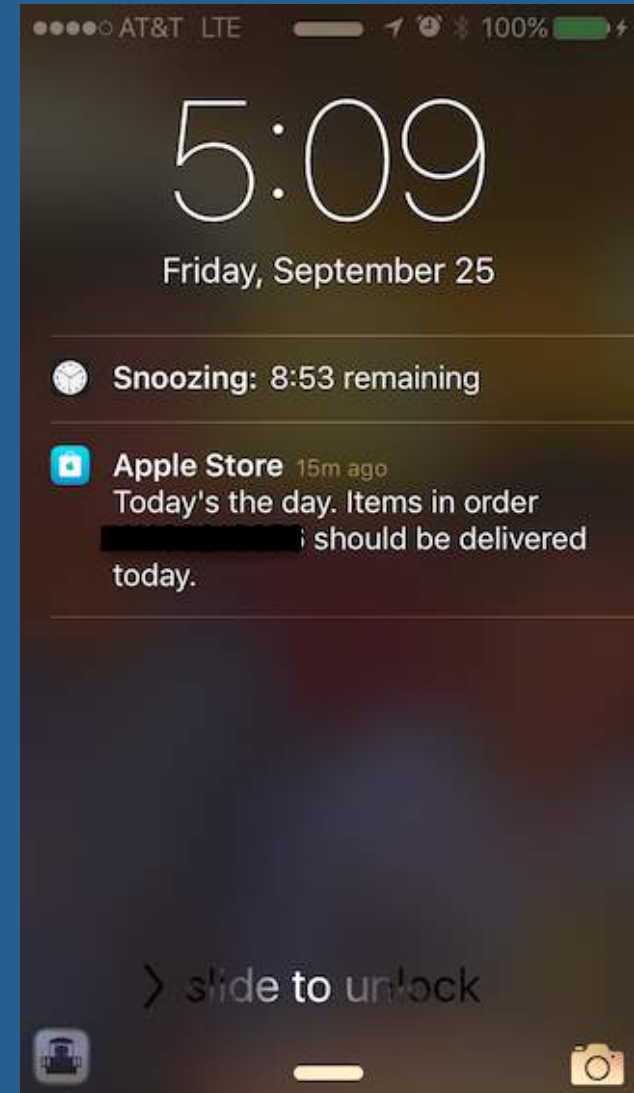 AT&T LTE 100%
5:09
Friday, September 25
Snoozing: 8:53 remaining
Apple Store 15m ago
Today's the day. Items in order
should be delivered
today.
> slide to unlock